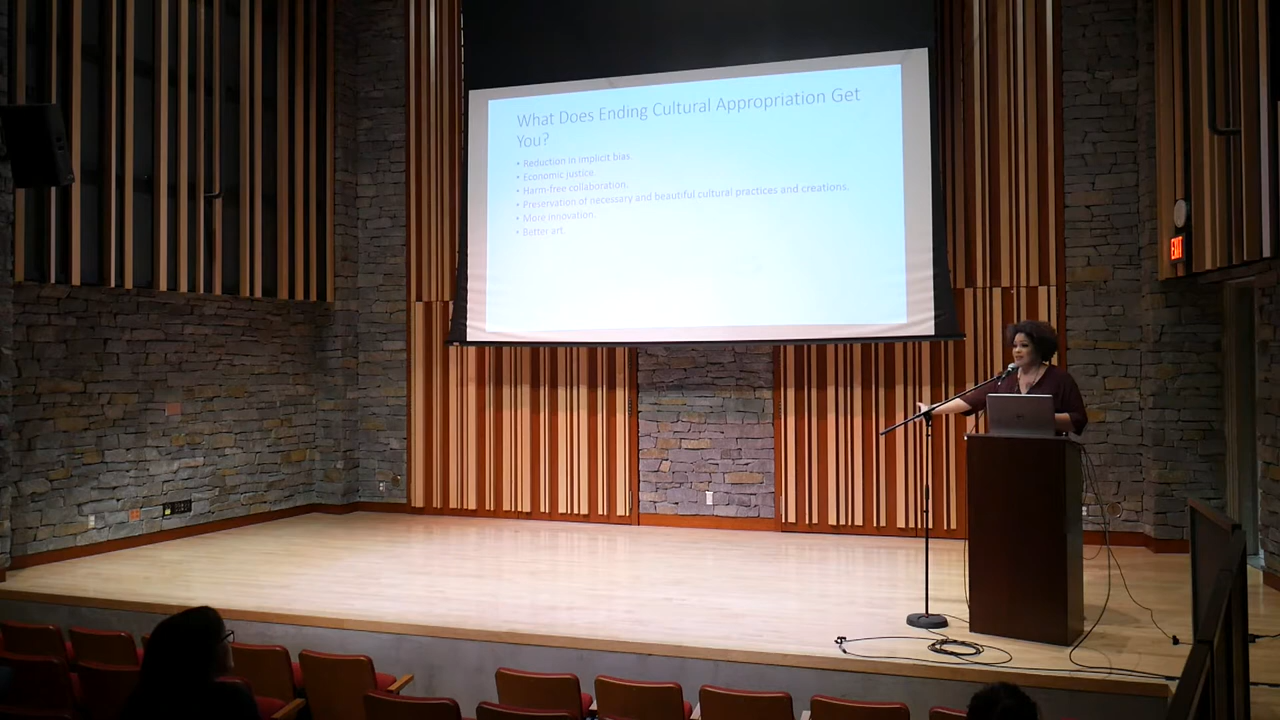 What Does Ending Cultural Appropriation Get
You?
• Reduction in implicit bias.
• Economic justice.
• Harm-free collaboration.
• Preservation of necessary and beautiful cultural practices and creations.
• More innovation.
• Better art.
EXIT